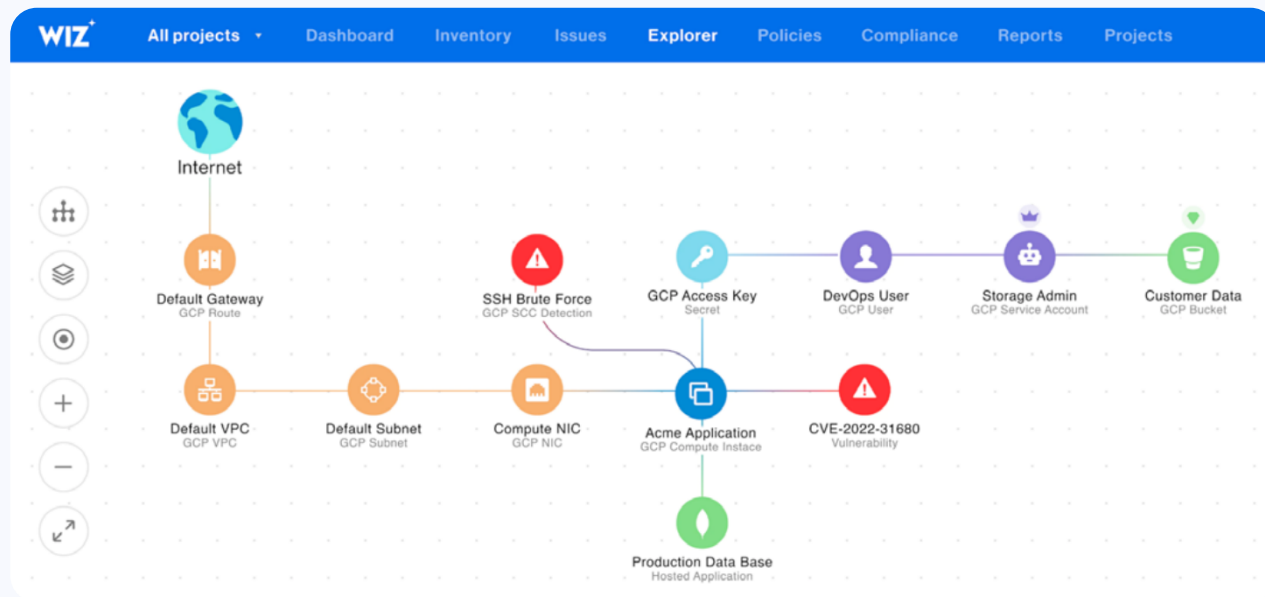 WIZ
All projects Dashboard Inventory Issues Explorer Policies Compliance Reports Projects
Internet
Default Gateway
GCP Route
SSH Brute Force
GCP SCC Detection
GCP Access Key
Secret
DevOps User
GCP User
Storage Admin
GCP Service Account
Customer Data
GCP Bucket
Default VPC
GCP VPC
Default Subnet
GCP Subnet
Compute NIC
GCP NIC
Acme Application
GCP Compute Instace
CVE-2022-31680
Vulnerability
Production Data Base
Hosted Application